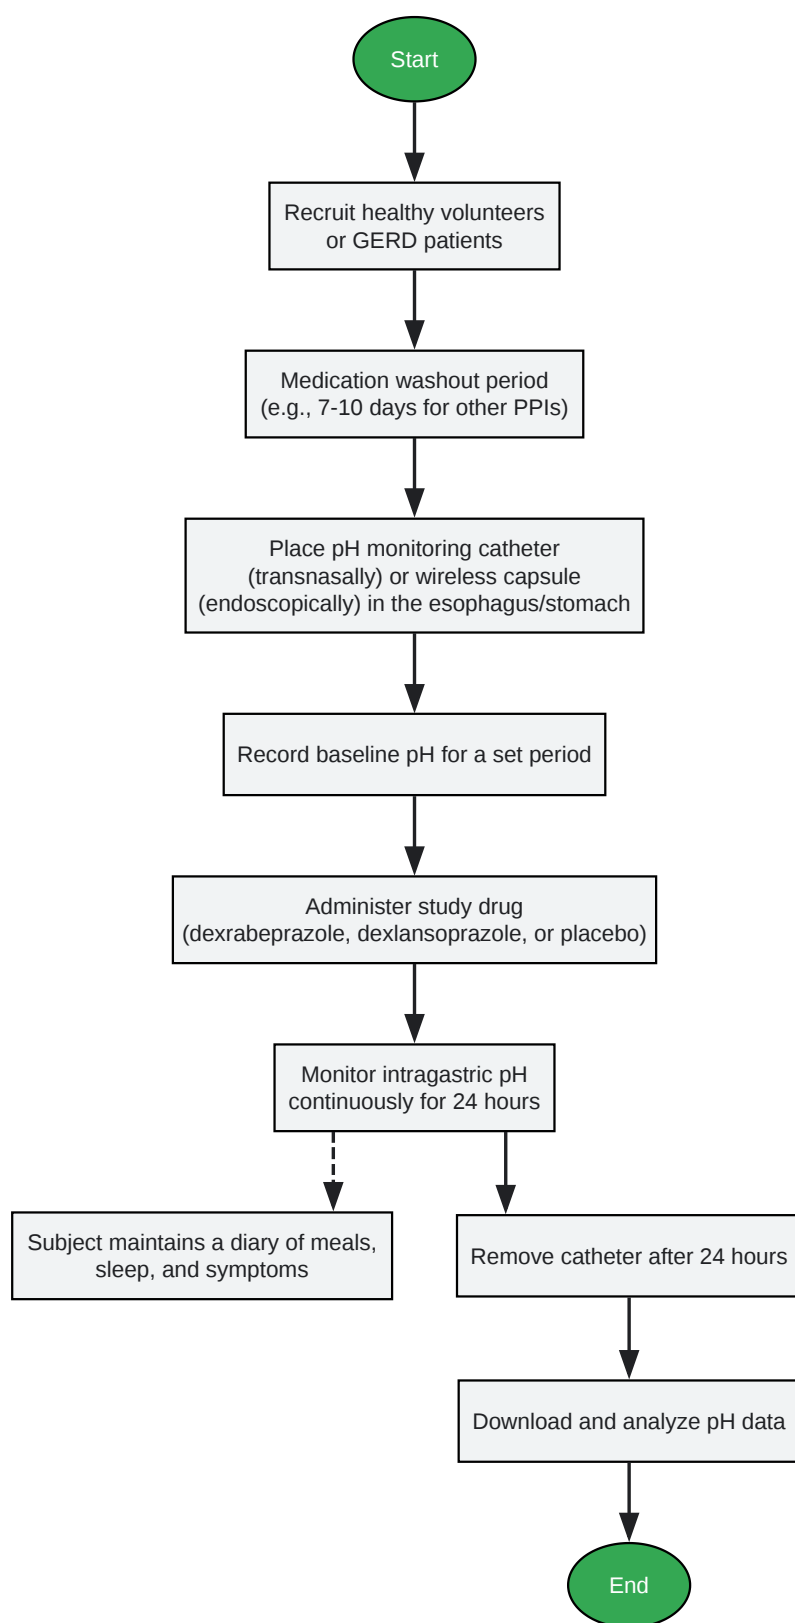 Start
Recruit healthy volunteers
or GERD patients
Medication washout period
(e.g., 7-10 days for other PPIs)
Place pH monitoring catheter
(transnasally) or wireless capsule
(endoscopically) in the esophagus/stomach
Record baseline pH for a set period
Administer study drug
(dexrabeprazole, dexlansoprazole, or placebo)
Monitor intragastric pH
continuously for 24 hours
Subject maintains a diary of meals,
sleep, and symptoms
Remove catheter after 24 hours
Download and analyze pH data
End